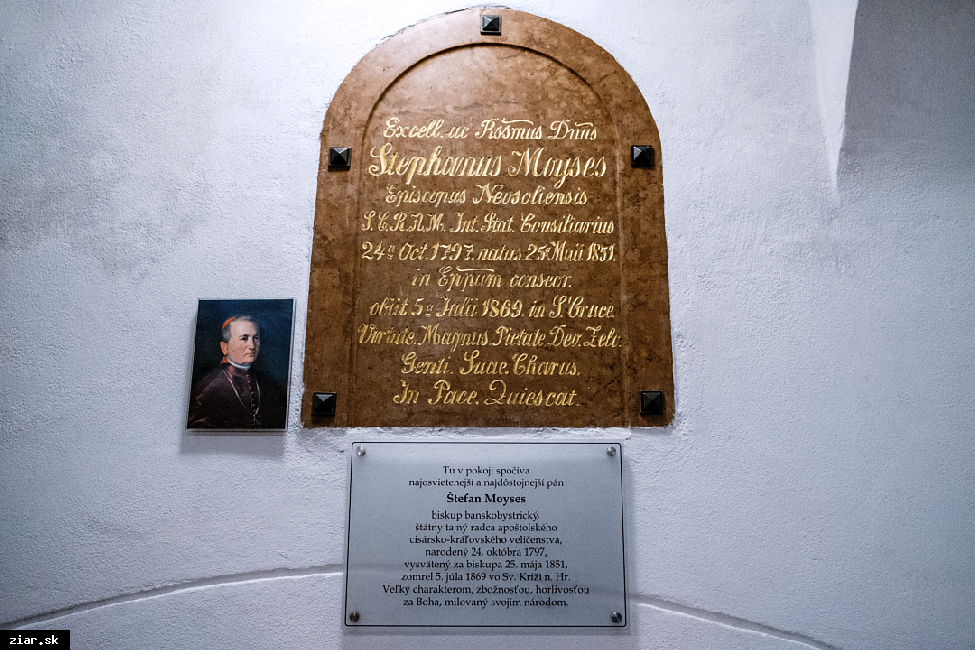 Excell. ac Rδsmus Dūns
Stephanus Moyses
Episcopus Neosoliensis
S.C.R.A.M. Int. Stat. Consiliarius
24a Oct. 1797. natus 25a Maii 1851.
in Eppum consecr.
obiit 5a Julii 1869. in S. Cruce.
Virtute. Magnus. Pietate. Deo. Zelo.
Genti. Suae. Charus.
In Pace. Quiescat.
Tu v pokoji spočíva
najosvietenejší a najdôstojnejší pán
Štefan Moyses
biskup banskobystrický,
štátny tajný radca apoštolského
cisársko-kráľovského veličenstva,
narodený 24. októbra 1797,
vysvätený za biskupa 25. mája 1851,
zomrel 5. júla 1869 vo Sv. Kríži n. Hr.
Veľký charakterom, zbožnosťou, horlivosťou
za Boha, milovaný svojím národom.
ziar.sk